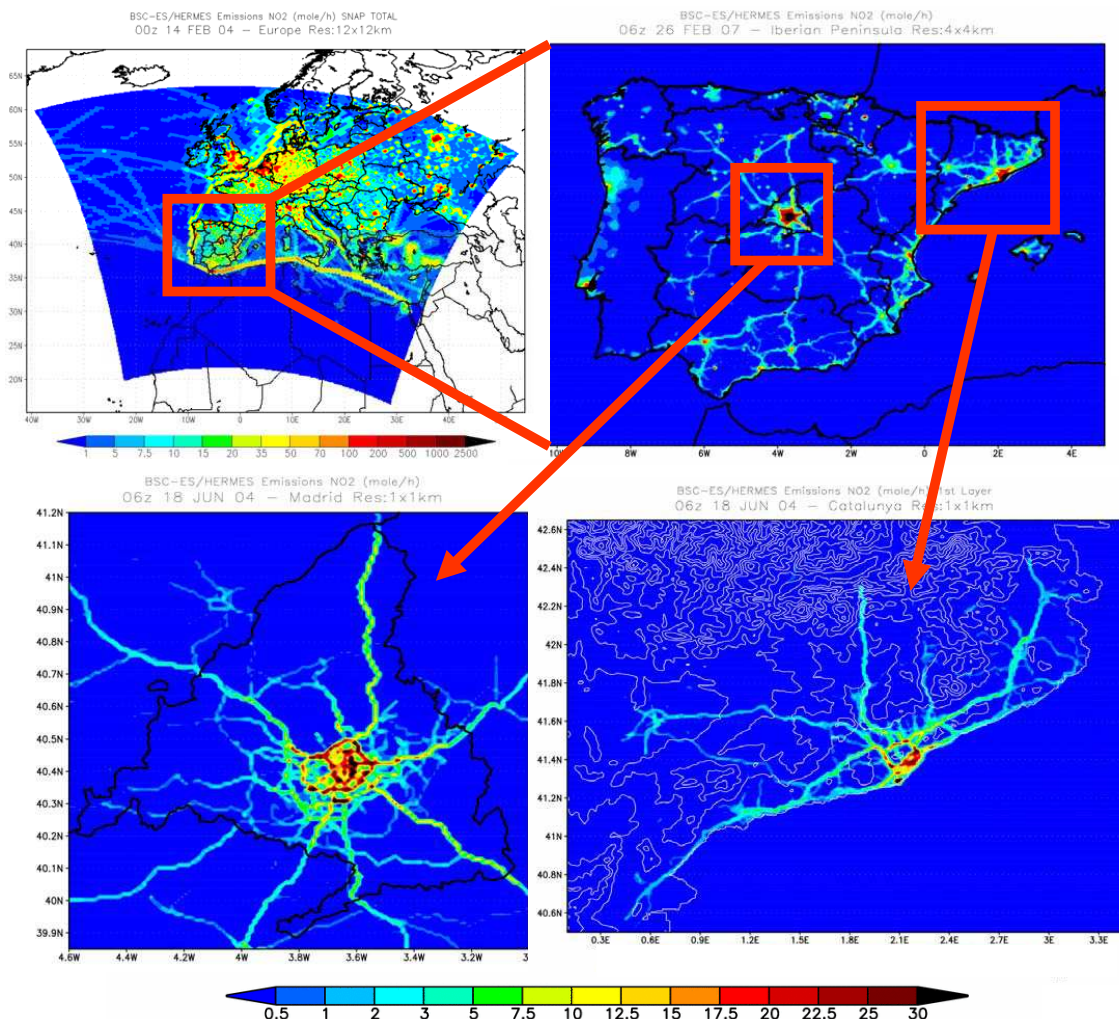 BSC-ES/HERMES Emissions NO2 (mole/h) SNAP TOTAL
00z 14 FEB 04 – Europe Res:12x12km
65N
60N
55N
50N
45N
40N
35N
30N
25N
20N
40W 30W 20W 10W 0 10E 20E 30E 40E
1 5 7.5 10 15 20 35 50 70 100 200 500 1000 2500
BSC-ES/HERMES Emissions NO2 (mole/h)
06z 26 FEB 07 – Iberian Peninsula Res:4x4km
10W 8W 6W 4W 2W 0 2E 4E
BSC-ES/HERMES Emissions NO2 (mole/h)
06z 18 JUN 04 – Madrid Res:1x1km
41.2N
41.1N
41N
40.9N
40.8N
40.7N
40.6N
40.5N
40.4N
40.3N
40.2N
40.1N
40N
39.9N
4.6W 4.4W 4.2W 4W 3.8W 3.6W 3.4W 3.2W 3
BSC-ES/HERMES Emissions NO2 (mole/h) 1st Layer
06z 18 JUN 04 – Catalunya Res:1x1km
42.6N
42.4N
42.2N
42N
41.8N
41.6N
41.4N
41.2N
41N
40.8N
40.6N
0.3E 0.6E 0.9E 1.2E 1.5E 1.8E 2.1E 2.4E 2.7E 3E 3.3E
0.5 1 2 3 5 7.5 10 12.5 15 17.5 20 22.5 25 30